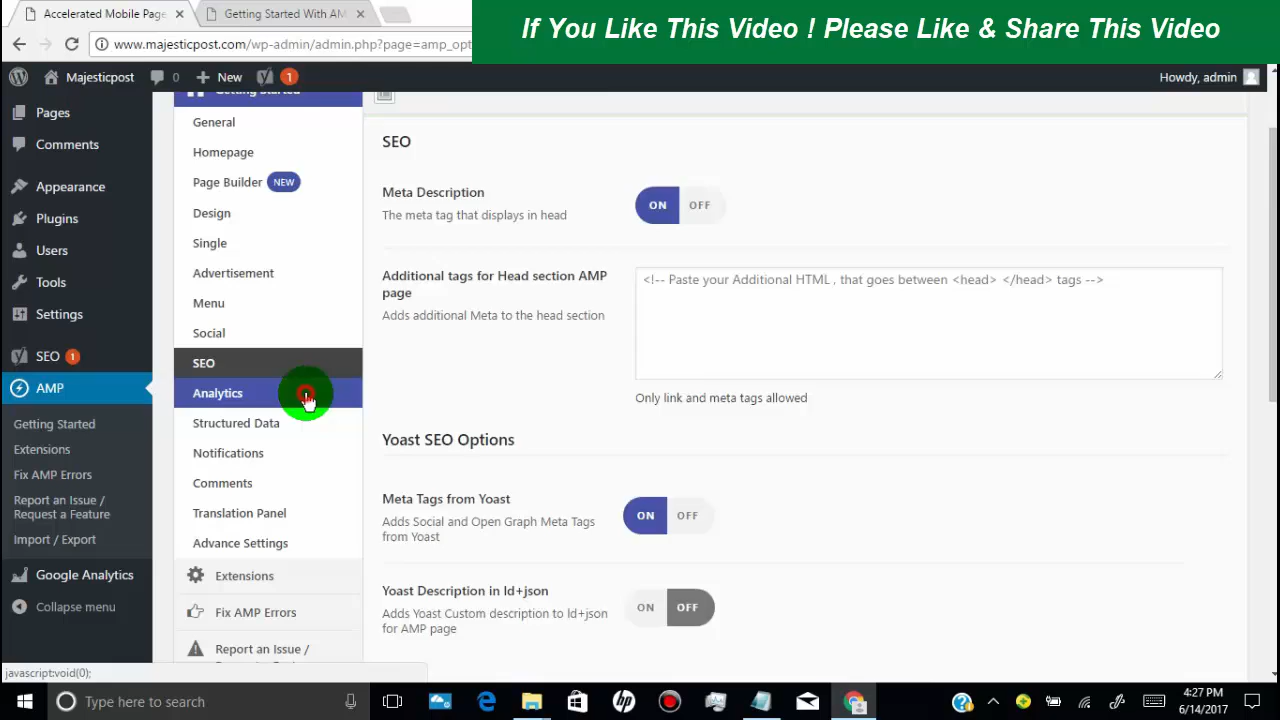 Accelerated Mobile Page
Getting Started With AM
If You Like This Video ! Please Like & Share This Video
www.majesticpost.com/wp-admin/admin.php?page=amp_opt
Majesticpost
0
New
1
Howdy, admin
Pages
Comments
Appearance
Plugins
Users
Tools
Settings
SEO 1
AMP
Getting Started
Extensions
Fix AMP Errors
Report an Issue /
Request a Feature
Import / Export
Google Analytics
Collapse menu
Getting Started
General
Homepage
Page Builder NEW
Design
Single
Advertisement
Menu
Social
SEO
Analytics
Structured Data
Notifications
Comments
Translation Panel
Advance Settings
Extensions
Fix AMP Errors
Report an Issue /
SEO
Meta Description
The meta tag that displays in head
ON OFF
Additional tags for Head section AMP
page
Adds additional Meta to the head section
<!-- Paste your Additional HTML , that goes between <head> </head> tags -->
Only link and meta tags allowed
Yoast SEO Options
Meta Tags from Yoast
Adds Social and Open Graph Meta Tags
from Yoast
ON OFF
Yoast Description in ld+json
Adds Yoast Custom description to ld+json
for AMP page
ON OFF
javascript:void(0);
Type here to search
4:27 PM
6/14/2017